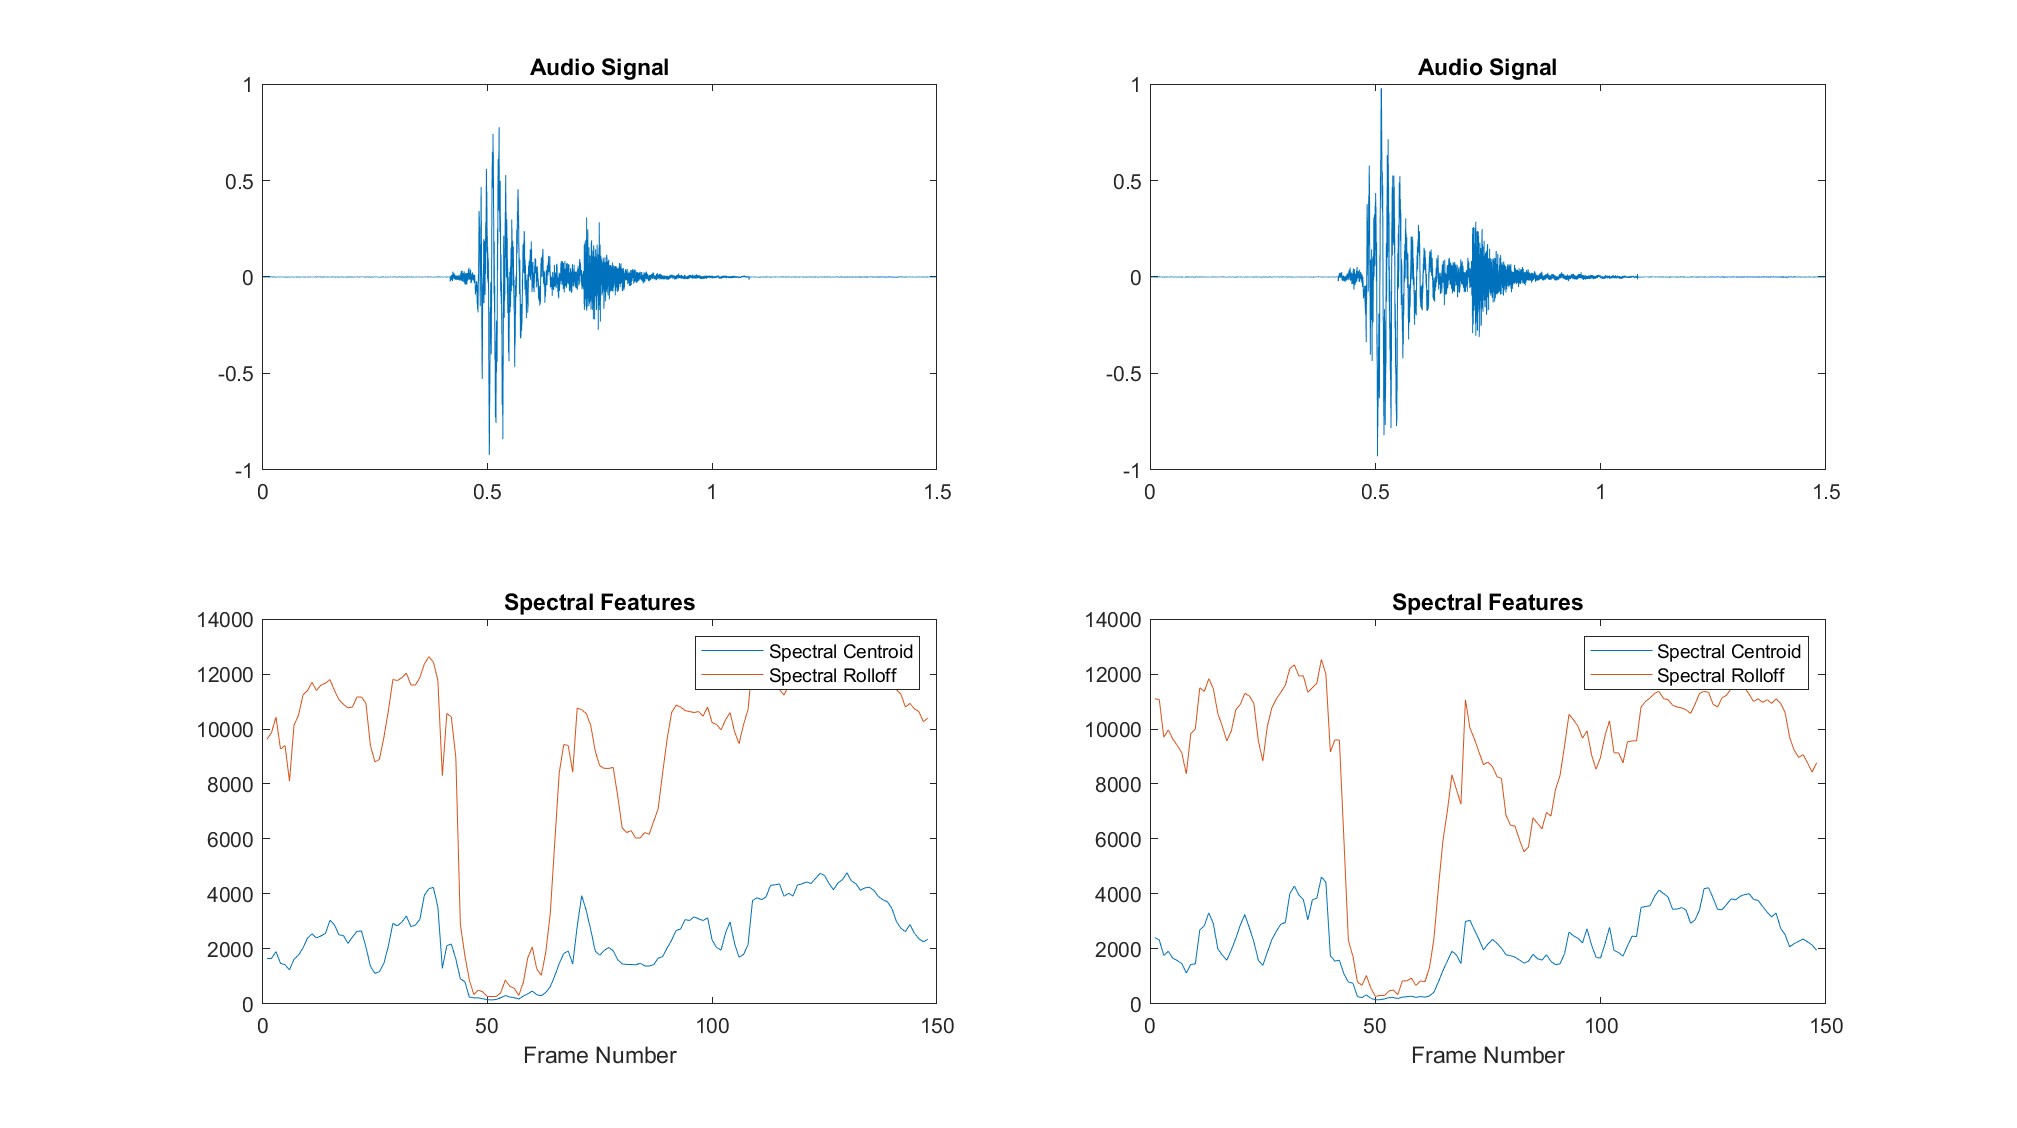 Audio Signal
1
0.5
0
-0.5
-1
0 0.5 1 1.5
Audio Signal
1
0.5
0
-0.5
-1
0 0.5 1 1.5
Spectral Features
14000
12000
10000
8000
6000
4000
2000
0
Spectral Centroid
Spectral Rolloff
0 50 100 150
Frame Number
Spectral Features
14000
12000
10000
8000
6000
4000
2000
0
Spectral Centroid
Spectral Rolloff
0 50 100 150
Frame Number